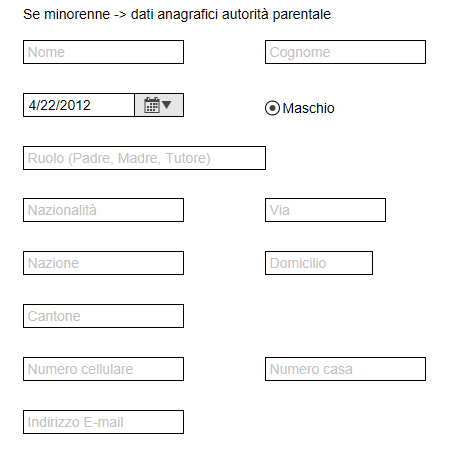 Se minorenne -> dati anagrafici autorità parentale
Nome Cognome
4/22/2012 Maschio
Ruolo (Padre, Madre, Tutore)
Nazionalità Via
Nazione Domicilio
Cantone
Numero cellulare Numero casa
Indirizzo E-mail